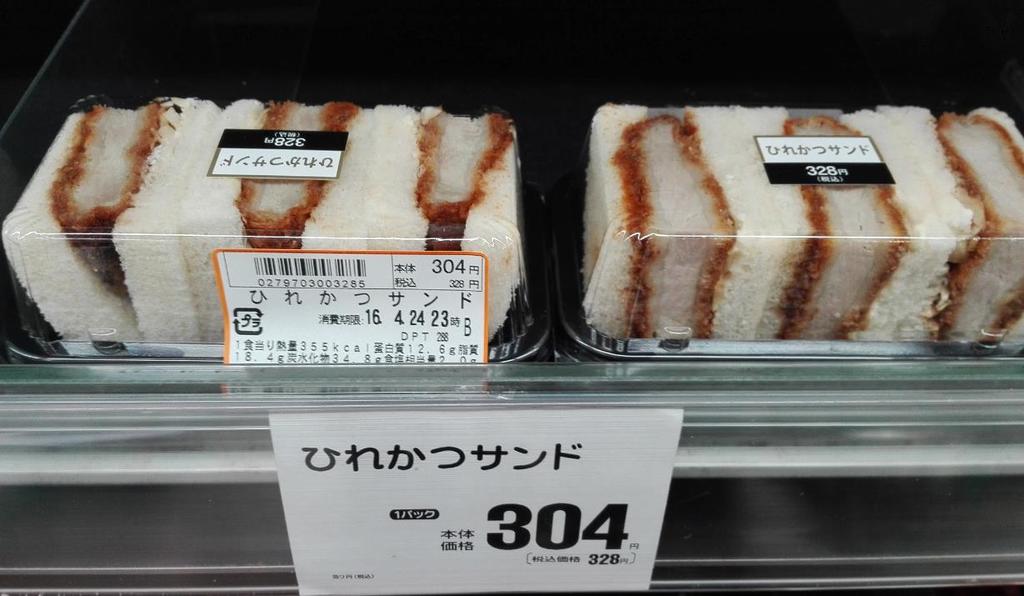 ひれかつサンド
328円
(税込)
ひれかつサンド
328円
(税込)
本体 304円
0279703003285 税込 328円
ひれかつサンド
プラ 消費期限:16. 4.24 23時 B
DPT 288
1食当り熱量355kcal蛋白質12.6g脂質
18.4g炭水化物34.8g食塩相当量2.0g
ひれかつサンド
1パック
本体
価格 304円
[税込価格 328円]